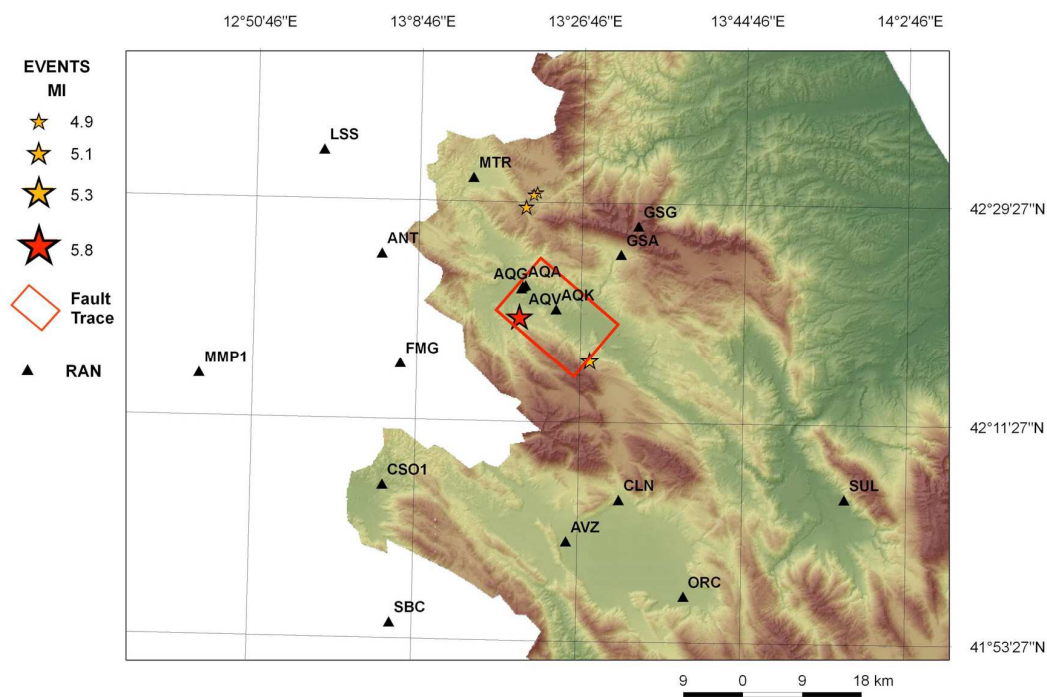 12°50'46"E 13°8'46"E 13°26'46"E 13°44'46"E 14°2'46"E
EVENTS
Ml
4.9
5.1
5.3
5.8
Fault
Trace
RAN
LSS
MTR
42°29'27"N
GSG
ANT
GSA
AQG AQA
AQV AQK
FMG
MMP1
42°11'27"N
CSO1
CLN
SUL
AVZ
ORC
SBC
41°53'27"N
9 0 9 18 km